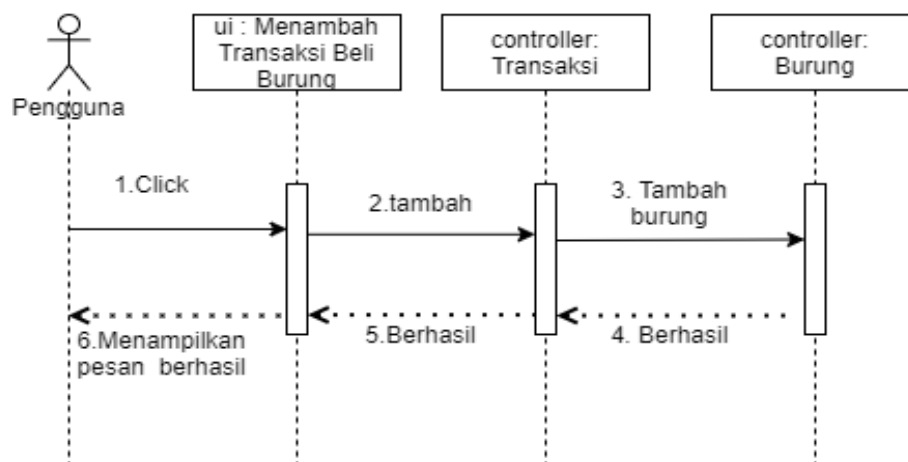 ui : Menambah
Transaksi Beli
Burung
controller:
Transaksi
controller:
Burung
Pengguna
1.Click
2.tambah
3. Tambah
burung
6.Menampilkan
pesan berhasil
5.Berhasil
4. Berhasil